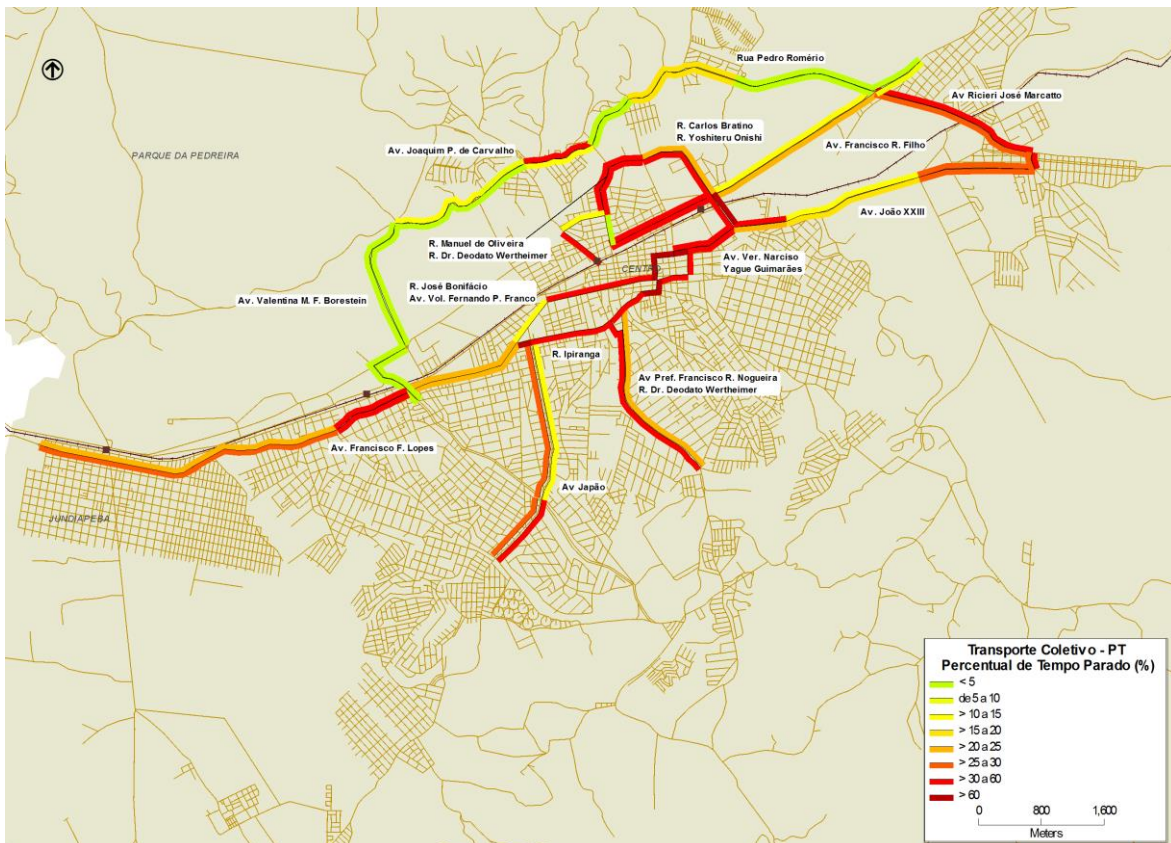 Rua Pedro Romério
Av Ricieri José Marcatto
R. Carlos Bratino
R. Yoshiteru Onishi
Av. Francisco R. Filho
Av. Joaquim P. de Carvalho
PARQUE DA PEDREIRA
Av. João XXIII
R. Manuel de Oliveira
R. Dr. Deodato Wertheimer
CENTRO
Av. Ver. Narciso
Yague Guimarães
R. José Bonifácio
Av. Vol. Fernando P. Franco
Av. Valentina M. F. Borestein
R. Ipiranga
Av Pref. Francisco R. Nogueira
R. Dr. Deodato Wertheimer
Av. Francisco F. Lopes
Av Japão
JUNDIAPEBA
Transporte Coletivo - PT
Percentual de Tempo Parado (%)
< 5
de 5 a 10
> 10 a 15
> 15 a 20
> 20 a 25
> 25 a 30
> 30 a 60
> 60
0 800 1,600
Meters